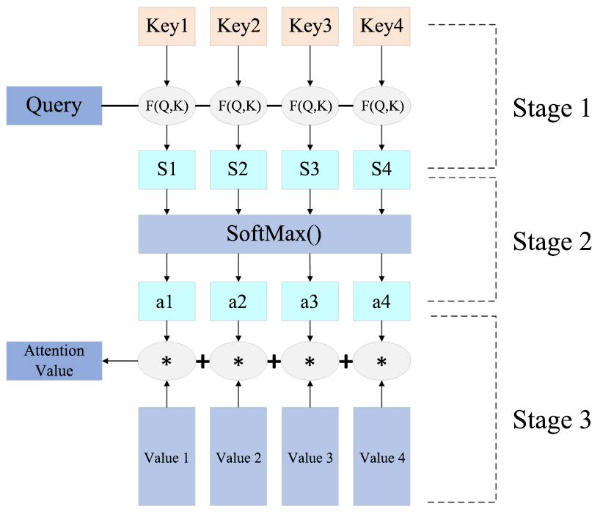 Key1 Key2 Key3 Key4
Query F(Q,K) F(Q,K) F(Q,K) F(Q,K)
Stage 1
S1 S2 S3 S4
SoftMax()
Stage 2
a1 a2 a3 a4
Attention
Value
* + * + * + *
Stage 3
Value 1 Value 2 Value 3 Value 4